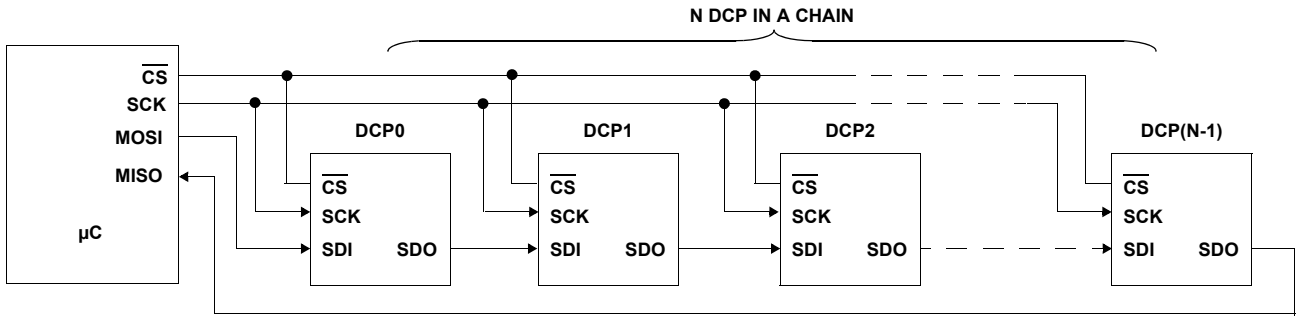 N DCP IN A CHAIN
CS
SCK
MOSI
MISO
µC
DCP0
CS
SCK
SDI SDO
DCP1
CS
SCK
SDI SDO
DCP2
CS
SCK
SDI SDO
DCP(N-1)
CS
SCK
SDI SDO